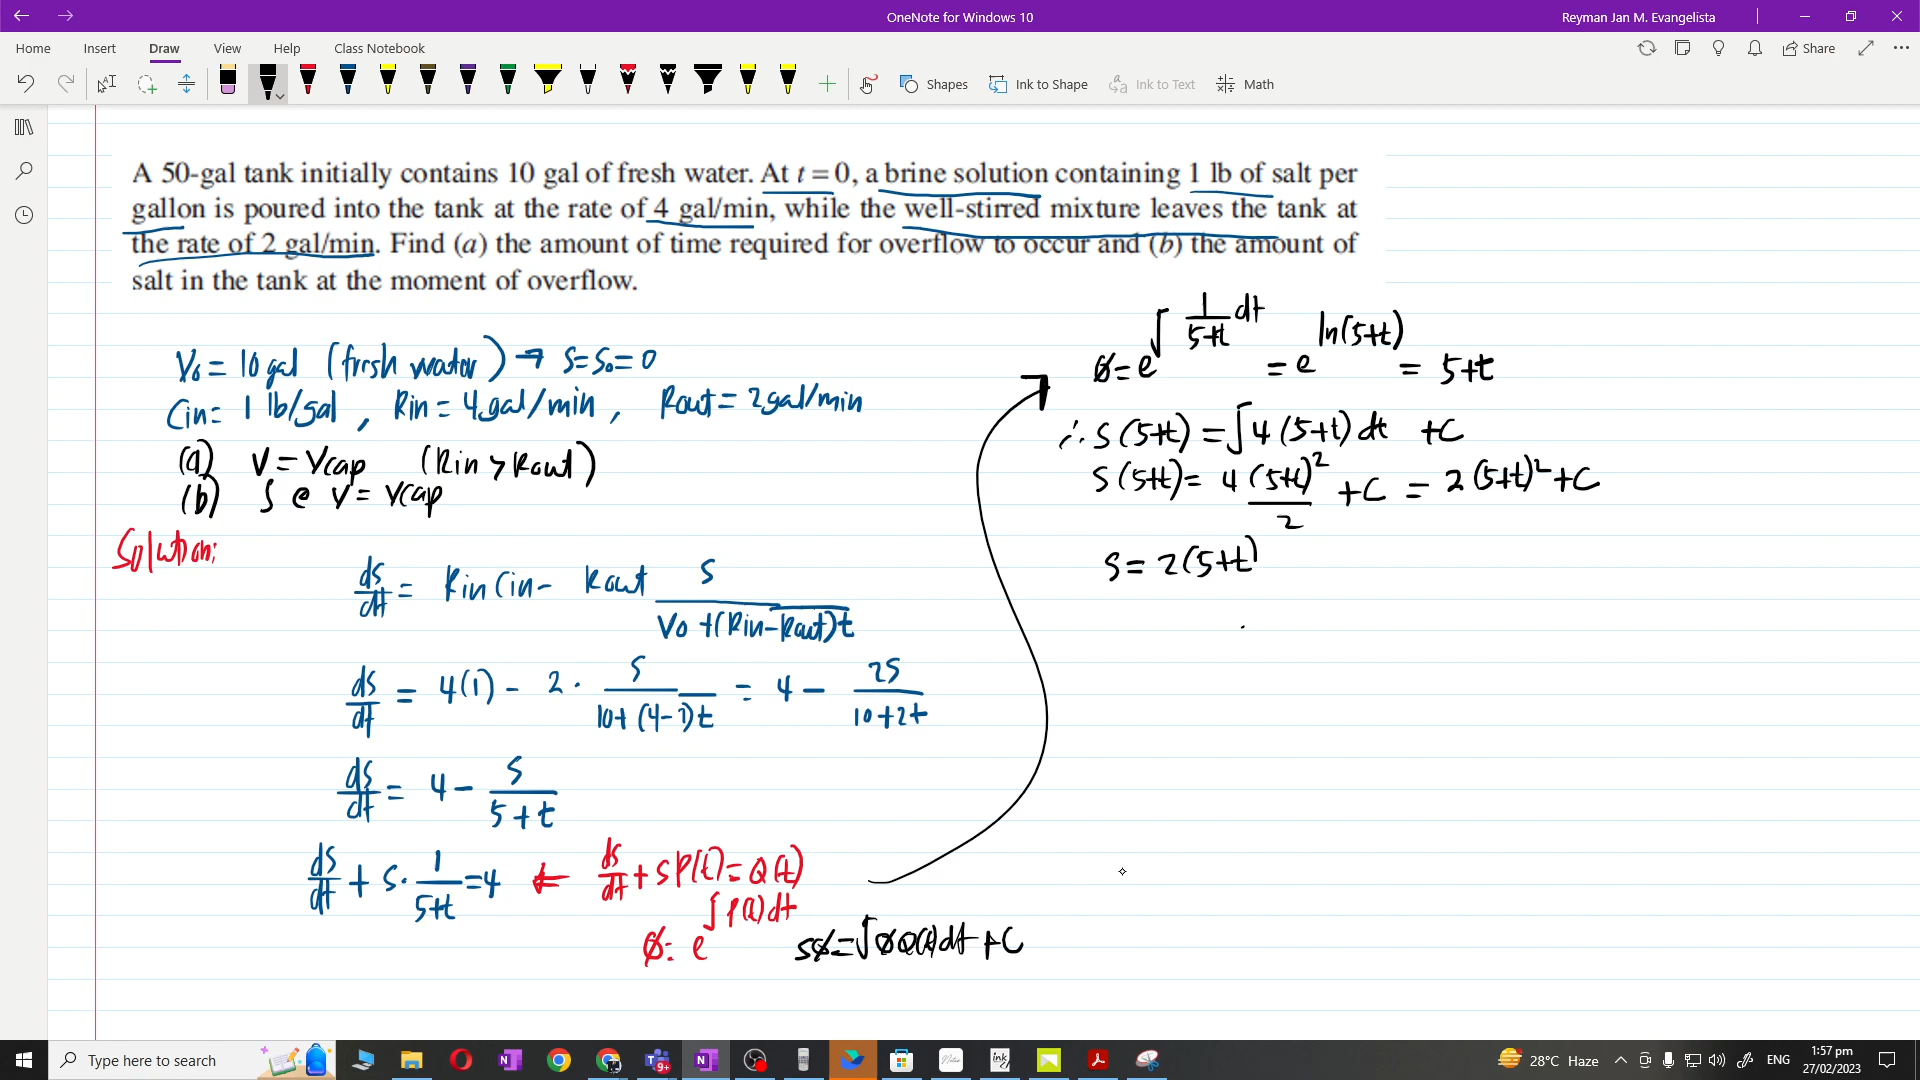 OneNote for Windows 10
Reyman Jan M. Evangelista
Home Insert Draw View Help Class Notebook
Share
Shapes Ink to Shape Ink to Text Math
A 50-gal tank initially contains 10 gal of fresh water. At t = 0, a brine solution containing 1 lb of salt per
gallon is poured into the tank at the rate of 4 gal/min, while the well-stirred mixture leaves the tank at
the rate of 2 gal/min. Find (a) the amount of time required for overflow to occur and (b) the amount of
salt in the tank at the moment of overflow.
V₀ = 10 gal (fresh water) → S=S₀=0
Cin= 1 lb/gal , Rin = 4gal/min , Rout = 2gal/min
(a) V = Vcap (Rin > Rout)
(b) S @ V = Vcap
Solution:
ds/dt = Rin Cin - Rout S/(V₀ + (Rin-Rout)t)
ds/dt = 4(1) - 2 · S/(10+(4-2)t) = 4 - 2S/(10+2t)
ds/dt = 4 - S/(5+t)
ds/dt + S · 1/(5+t) =4 ← ds/dt + S P(t) = Q(t)
ø= e^∫P(t)dt
sø=∫øQ(t)dt +C
ø= e^∫ 1/(5+t) dt = e^ln(5+t) = 5+t
∴ S(5+t) = ∫4(5+t) dt +C
S(5+t)= 4 (5+t)²/2 +C = 2(5+t)²+C
S = 2(5+t)
Type here to search
9+
28°C Haze
ENG
1:57 pm
27/02/2023